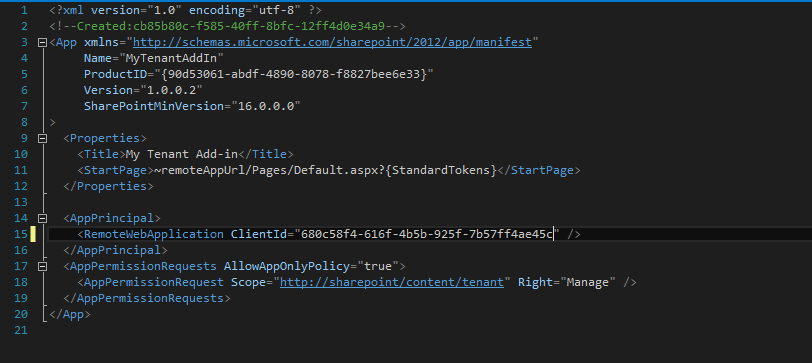 1 <?xml version="1.0" encoding="utf-8" ?>
2 <!--Created:cb85b80c-f585-40ff-8bfc-12ff4d0e34a9-->
3 <App xmlns="http://schemas.microsoft.com/sharepoint/2012/app/manifest"
4 Name="MyTenantAddIn"
5 ProductID="{90d53061-abdf-4890-8078-f8827bee6e33}"
6 Version="1.0.0.2"
7 SharePointMinVersion="16.0.0.0"
8 >
9 <Properties>
10 <Title>My Tenant Add-in</Title>
11 <StartPage>~remoteAppUrl/Pages/Default.aspx?{StandardTokens}</StartPage>
12 </Properties>
13
14 <AppPrincipal>
15 <RemoteWebApplication ClientId="680c58f4-616f-4b5b-925f-7b57ff4ae45c" />
16 </AppPrincipal>
17 <AppPermissionRequests AllowAppOnlyPolicy="true">
18 <AppPermissionRequest Scope="http://sharepoint/content/tenant" Right="Manage" />
19 </AppPermissionRequests>
20 </App>
21